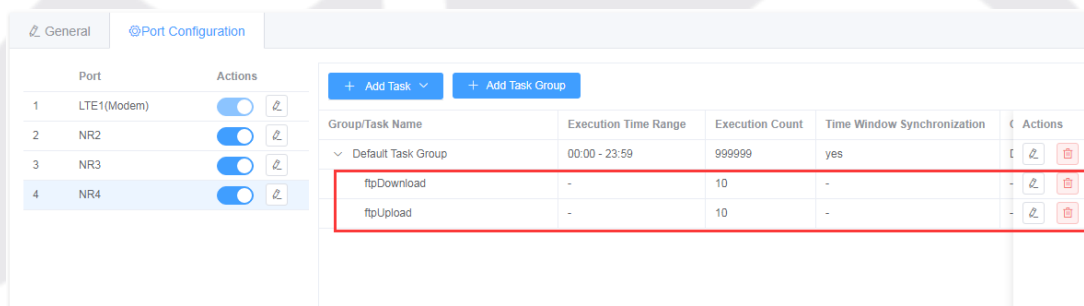 General
Port Configuration
Port Actions
1 LTE1(Modem)
2 NR2
3 NR3
4 NR4
+ Add Task
+ Add Task Group
Group/Task Name Execution Time Range Execution Count Time Window Synchronization Actions
Default Task Group 00:00 - 23:59 999999 yes
ftpDownload - 10 - -
ftpUpload - 10 - -